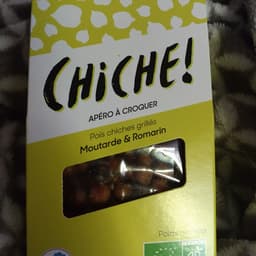 CHiCHE!
APÉRO À CROQUER
Pois chiches grillés
Moutarde & Romarin